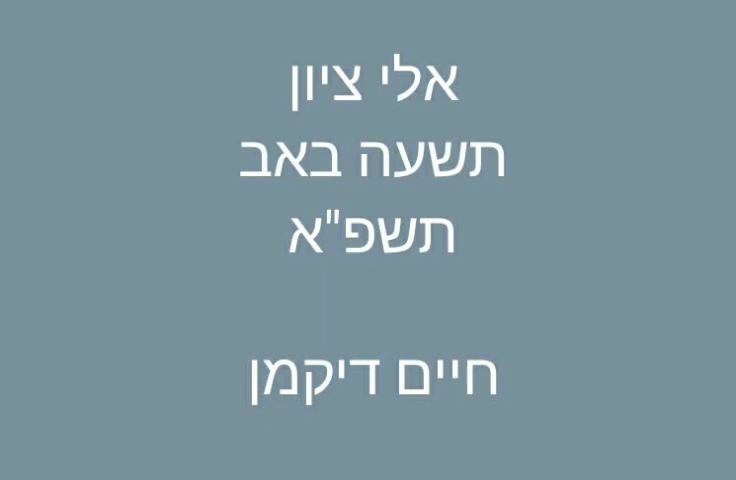 אלי ציון
תשעה באב
תשפ"א
חיים דיקמן